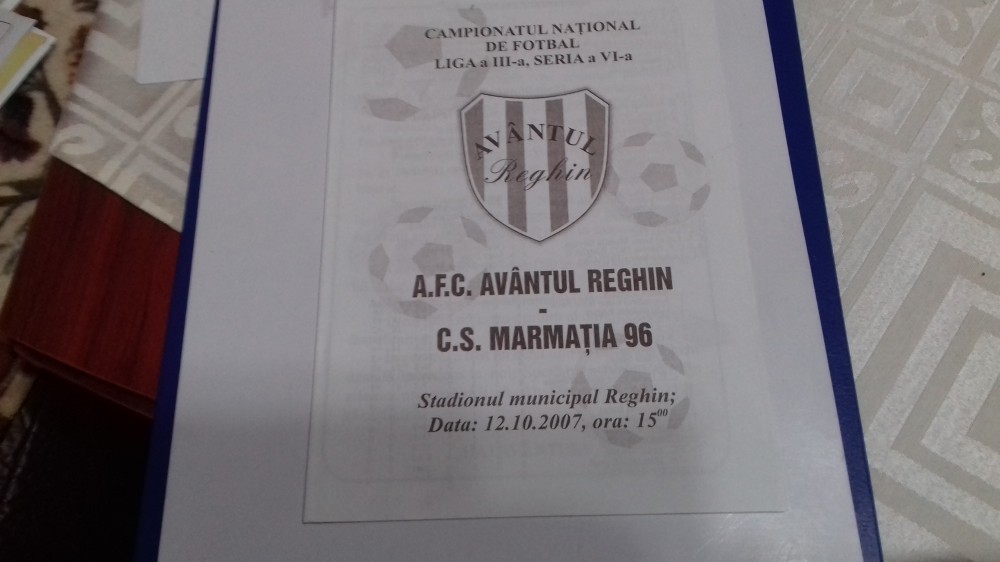 CAMPIONATUL NAȚIONAL
DE FOTBAL
LIGA a III-a, SERIA a VI-a
AVÂNTUL
Reghin
A.F.C. AVÂNTUL REGHIN
-
C.S. MARMAȚIA 96
Stadionul municipal Reghin;
Data: 12.10.2007, ora: 15⁰⁰